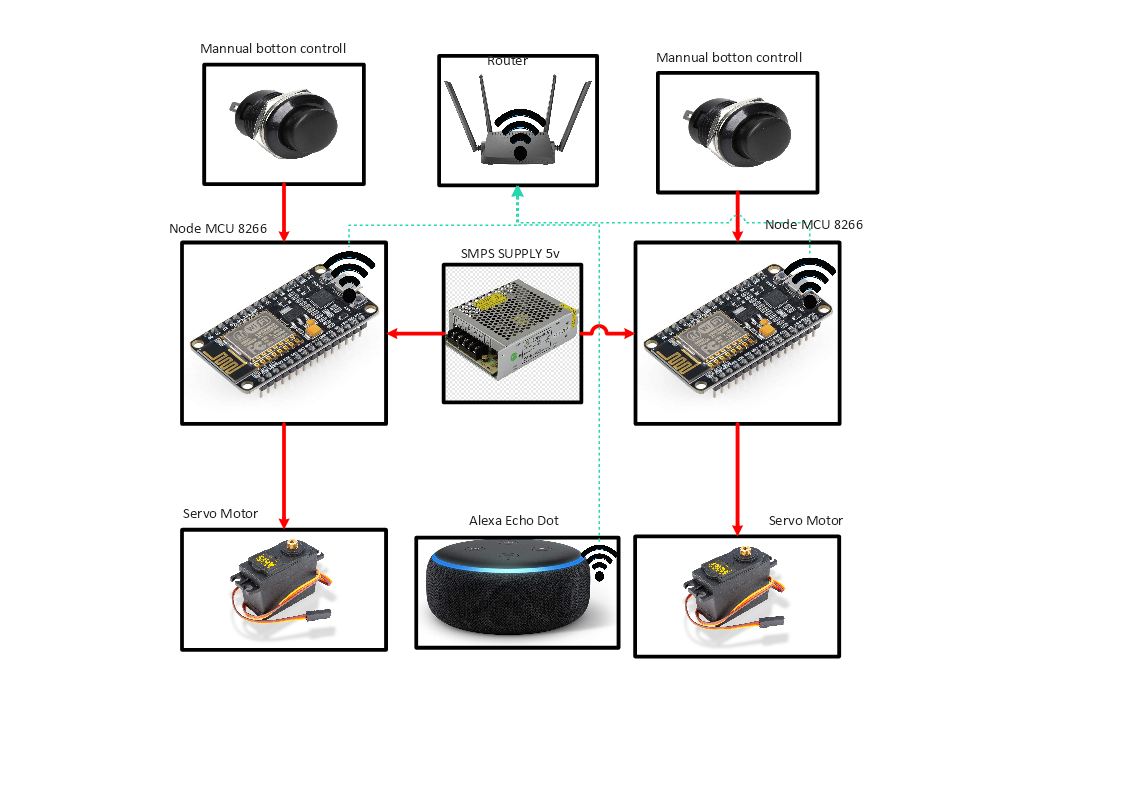 Mannual botton controll
Router
Mannual botton controll
Node MCU 8266
Node MCU 8266
SMPS SUPPLY 5v
Servo Motor
Alexa Echo Dot
Servo Motor